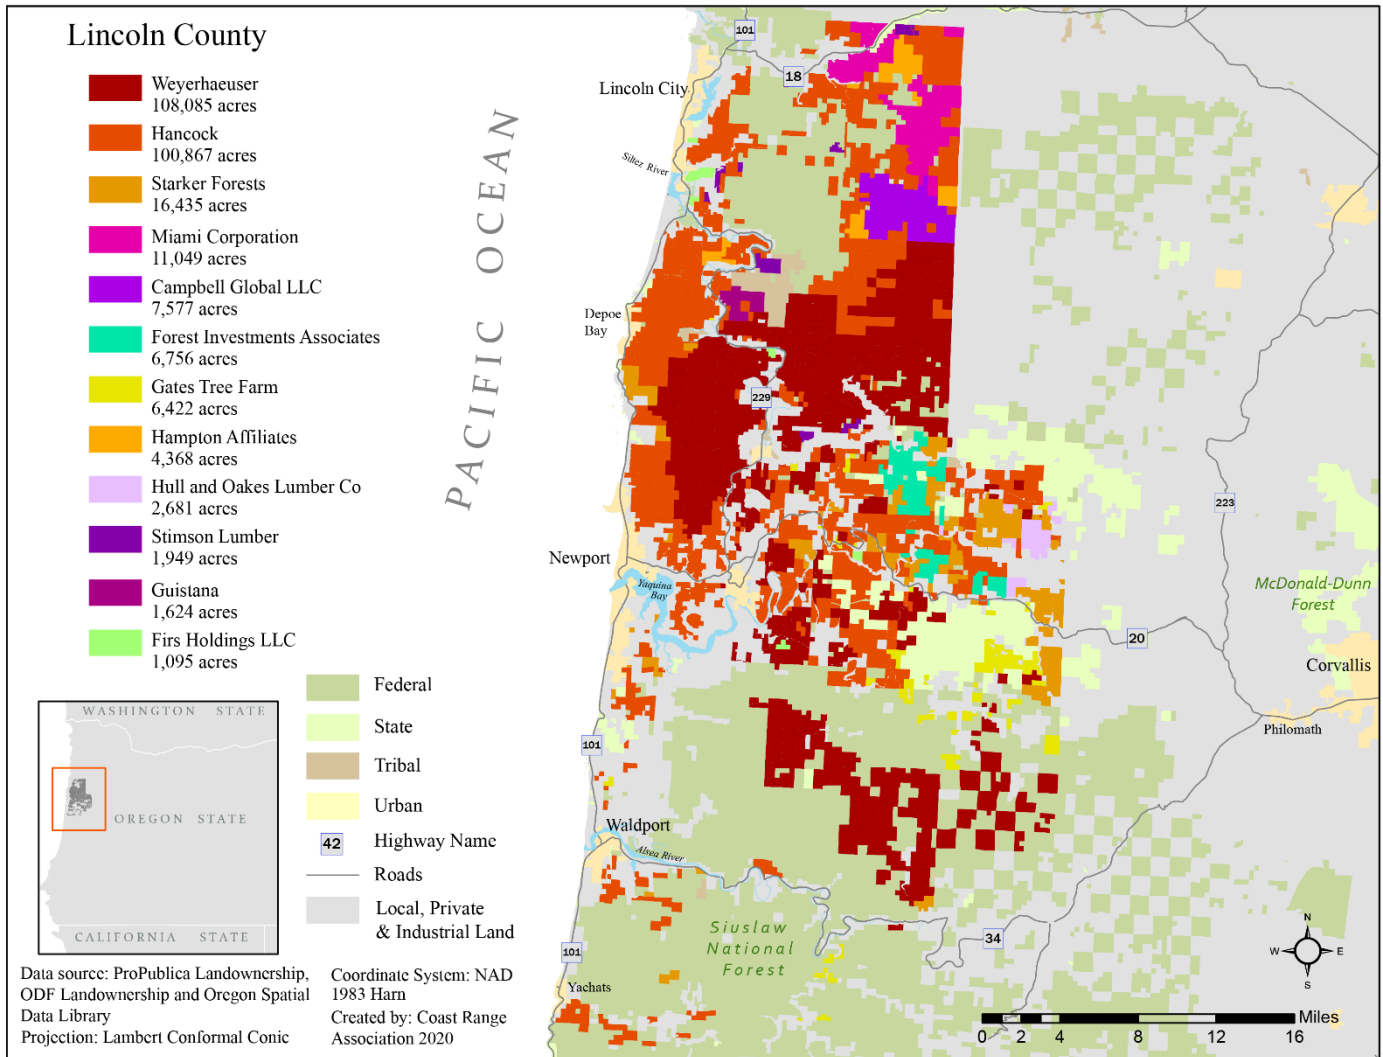 Lincoln County
Weyerhaeuser
108,085 acres
Hancock
100,867 acres
Starker Forests
16,435 acres
Miami Corporation
11,049 acres
Campbell Global LLC
7,577 acres
Forest Investments Associates
6,756 acres
Gates Tree Farm
6,422 acres
Hampton Affiliates
4,368 acres
Hull and Oakes Lumber Co
2,681 acres
Stimson Lumber
1,949 acres
Guistana
1,624 acres
Firs Holdings LLC
1,095 acres
Federal
State
Tribal
Urban
42
Highway Name
Roads
Local, Private
& Industrial Land
WASHINGTON STATE
OREGON STATE
CALIFORNIA STATE
Data source: ProPublica Landownership,
ODF Landownership and Oregon Spatial
Data Library
Projection: Lambert Conformal Conic
Coordinate System: NAD
1983 Harn
Created by: Coast Range
Association 2020
PACIFIC OCEAN
101
18
Lincoln City
Siltez River
Depoe
Bay
229
223
Newport
Yaquina
Bay
McDonald-Dunn
Forest
20
Corvallis
Philomath
101
Waldport
Alsea River
Siuslaw
National
Forest
34
101
Yachats
N
W
E
S
Miles
0 2 4 8 12 16